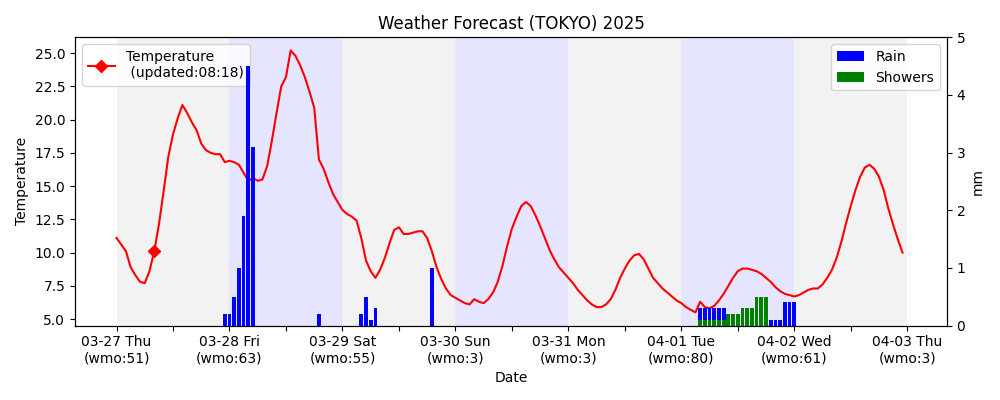 Weather Forecast (TOKYO) 2025
Temperature
(updated:08:18)
Rain
Showers
Temperature
25.0
22.5
20.0
17.5
15.0
12.5
10.0
7.5
5.0
5
4
3
2
1
0
mm
03-27 Thu
(wmo:51)
03-28 Fri
(wmo:63)
03-29 Sat
(wmo:55)
03-30 Sun
(wmo:3)
03-31 Mon
(wmo:3)
04-01 Tue
(wmo:80)
04-02 Wed
(wmo:61)
04-03 Thu
(wmo:3)
Date